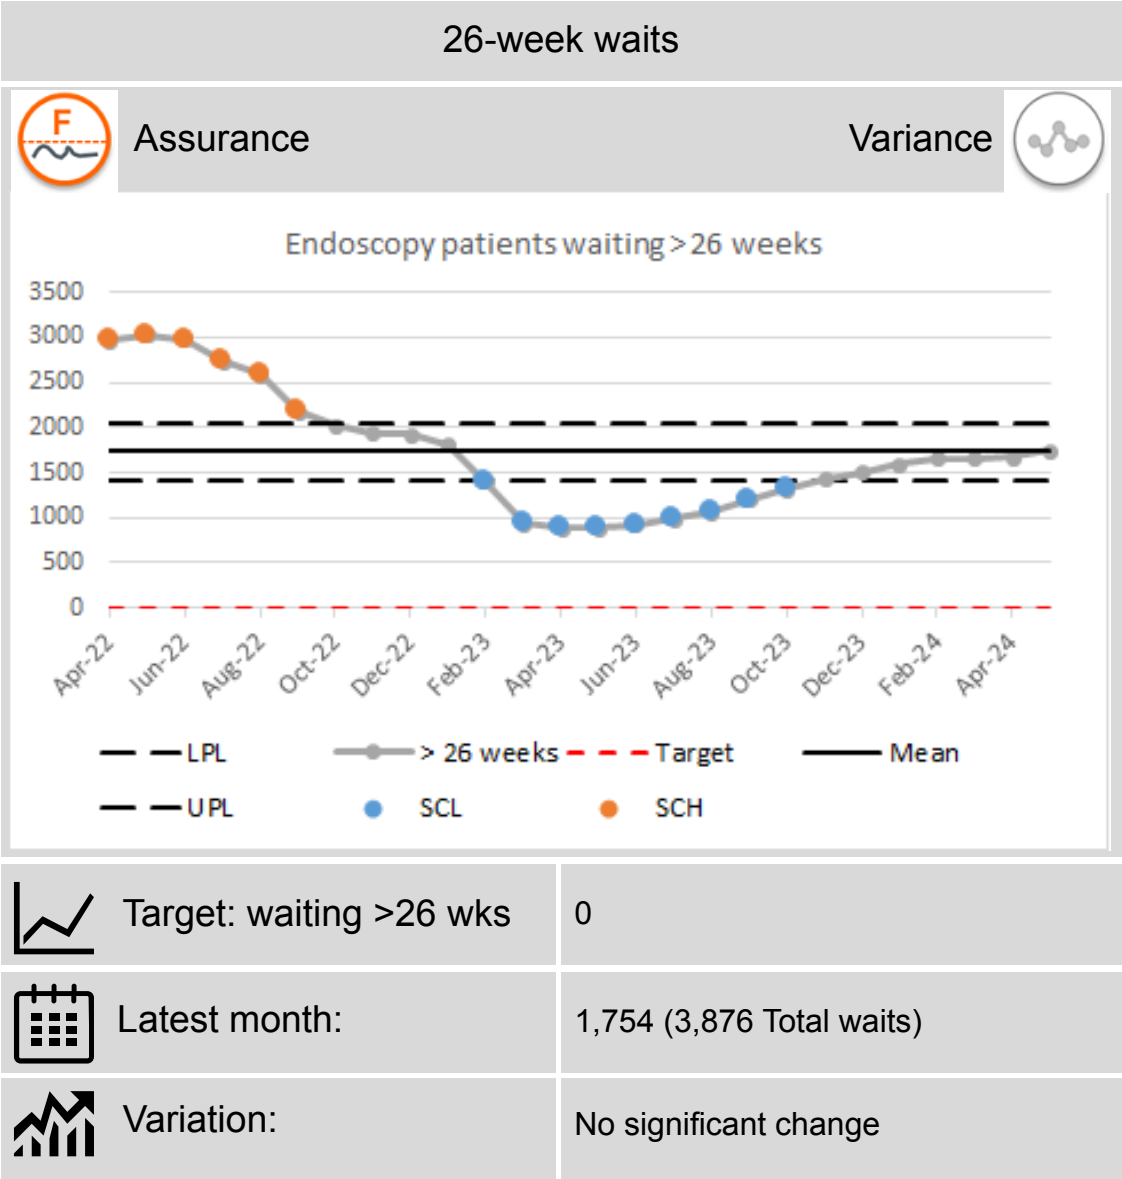 26-week waits
F
Assurance
Variance
Endoscopy patients waiting > 26 weeks
3500
3000
2500
2000
1500
1000
500
0
Apr-22
Jun-22
Aug-22
Oct-22
Dec-22
Feb-23
Apr-23
Jun-23
Aug-23
Oct-23
Dec-23
Feb-24
Apr-24
LPL
> 26 weeks
Target
Mean
UPL
SCL
SCH
Target: waiting >26 wks
0
Latest month:
1,754 (3,876 Total waits)
Variation:
No significant change